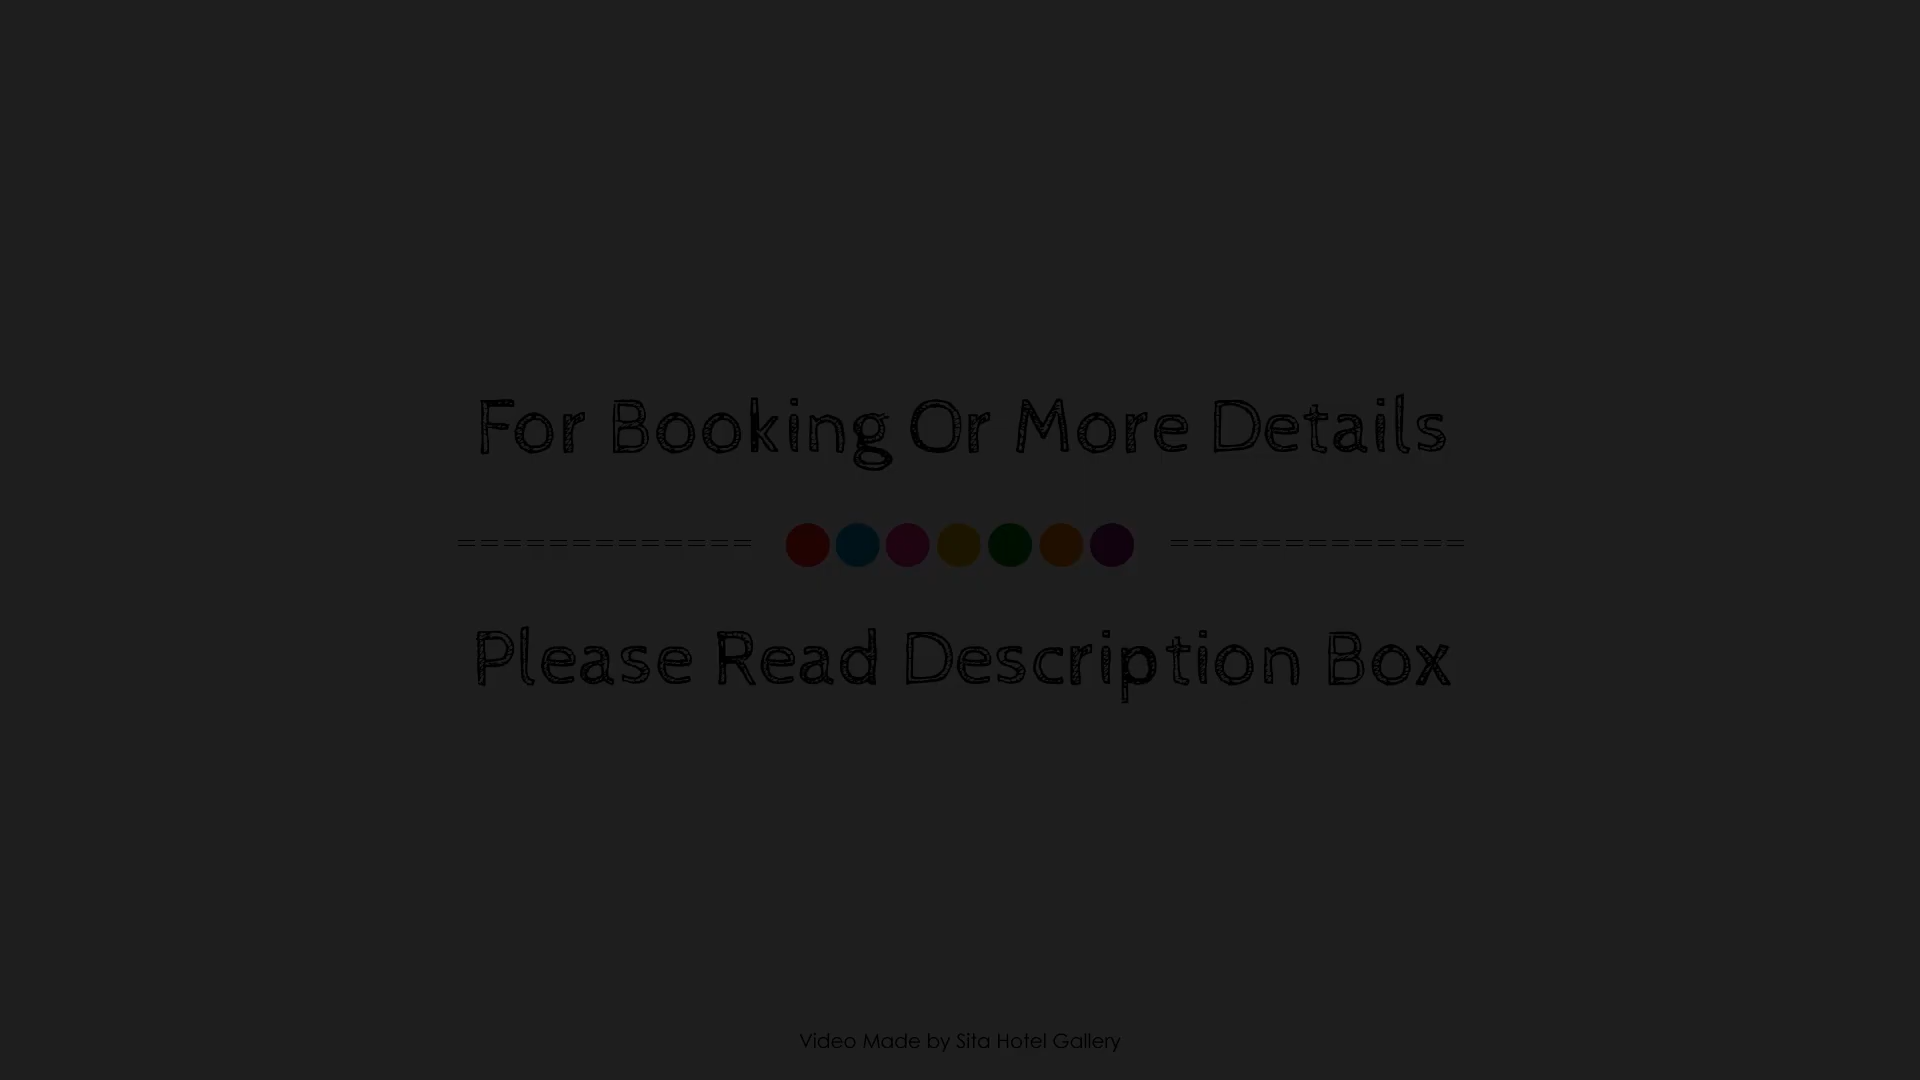 For Booking Or More Details
============= =============
Please Read Description Box
Video Made by Sita Hotel Gallery